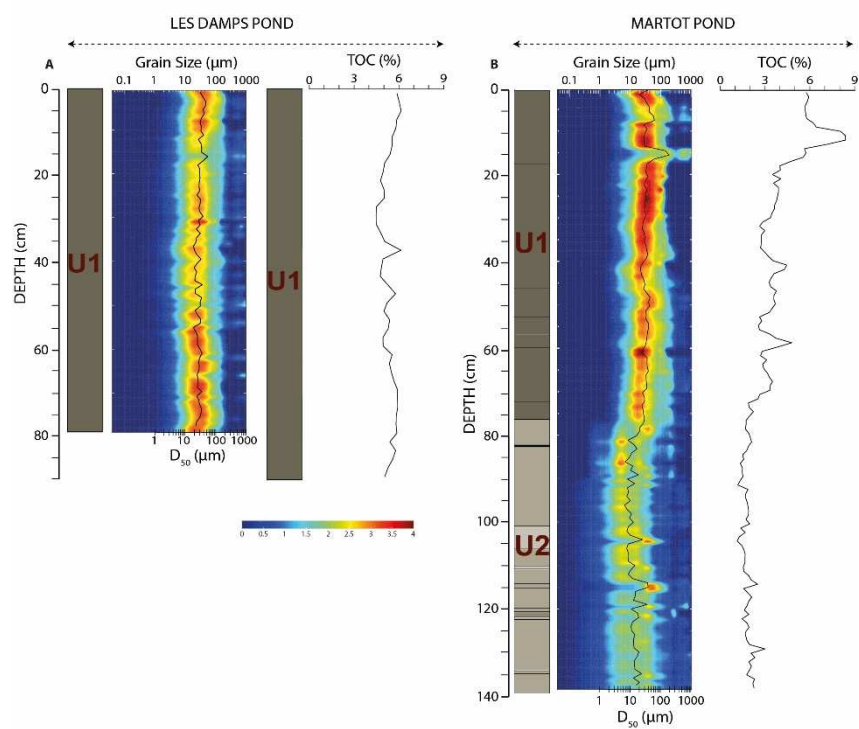 LES DAMPS POND
MARTOT POND
A
Grain Size (µm)
TOC (%)
B
Grain Size (µm)
TOC (%)
0.1 1 10 100 1000
0 3 6 9
0.1 1 10 100 1000
0 3 6 9
0
20
40
60
80
DEPTH (cm)
U1
U1
1 10 100 1000
D50 (µm)
0 0.5 1 1.5 2 2.5 3 3.5 4
0
20
40
60
80
100
120
140
DEPTH (cm)
U1
U2
1 10 100 1000
D50 (µm)